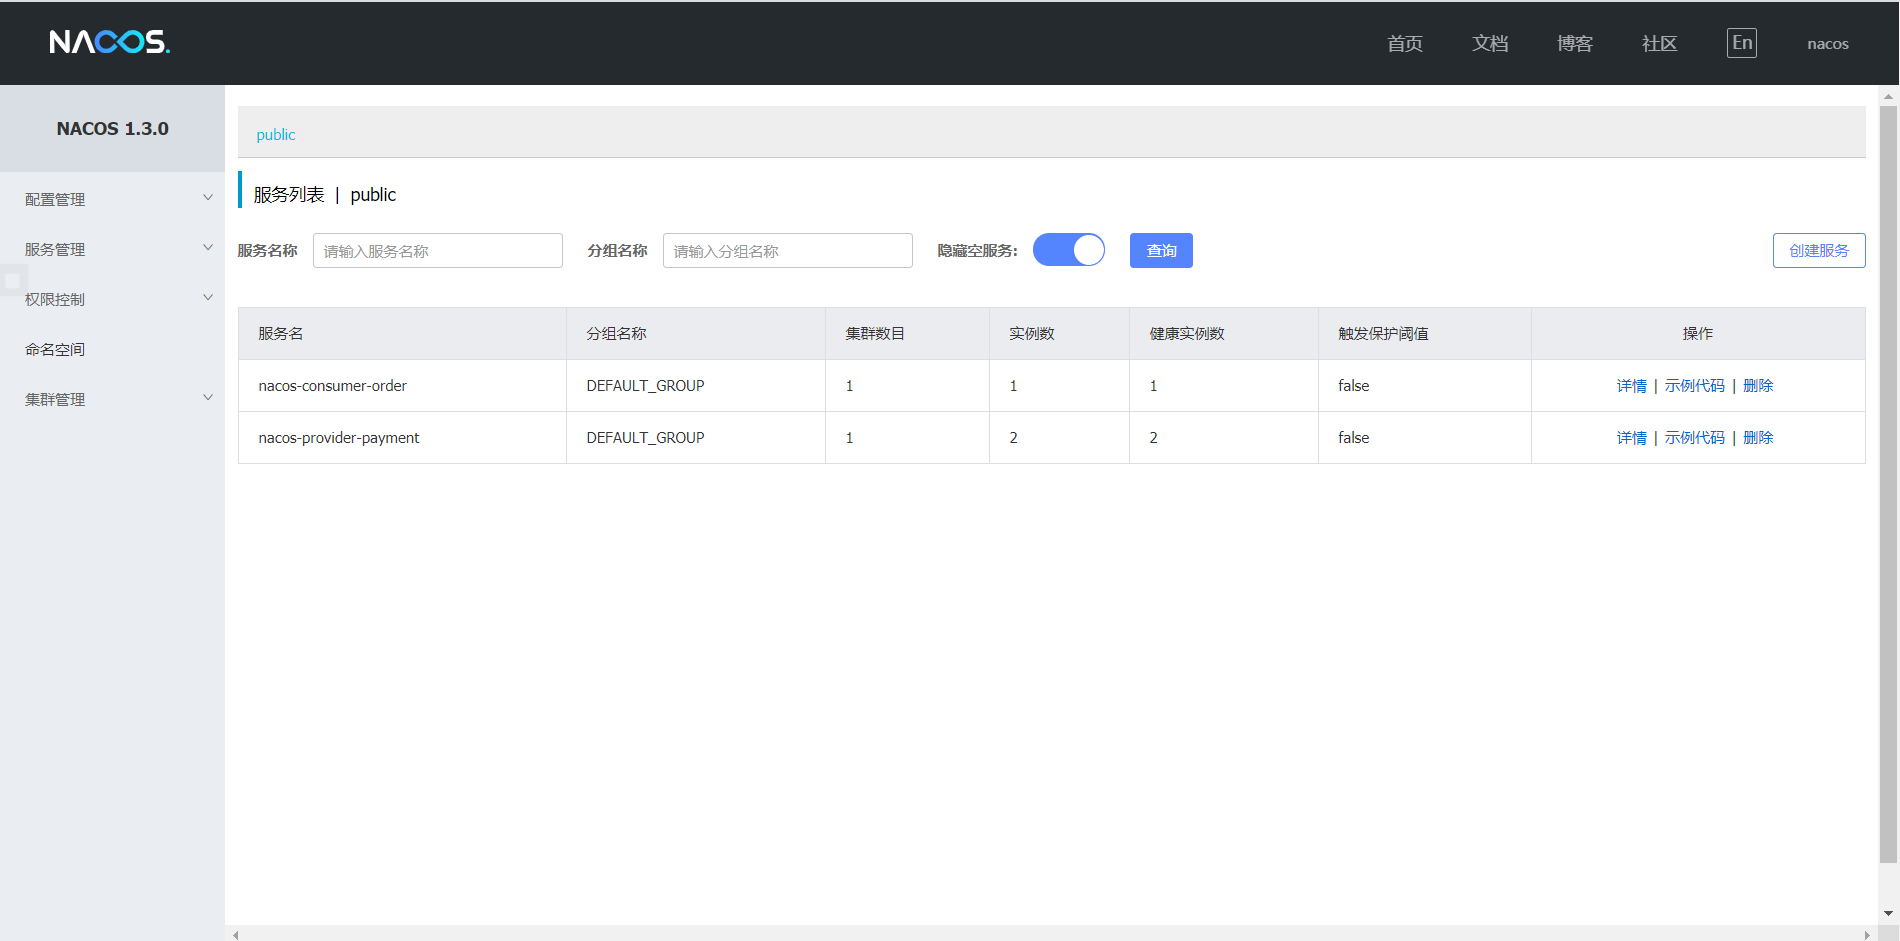 NACOS.
首页 文档 博客 社区 En nacos
NACOS 1.3.0
配置管理
服务管理
权限控制
命名空间
集群管理
public
服务列表 | public
服务名称 请输入服务名称 分组名称 请输入分组名称 隐藏空服务: 查询 创建服务
服务名 分组名称 集群数目 实例数 健康实例数 触发保护阈值 操作
nacos-consumer-order DEFAULT_GROUP 1 1 1 false 详情 | 示例代码 | 删除
nacos-provider-payment DEFAULT_GROUP 1 2 2 false 详情 | 示例代码 | 删除